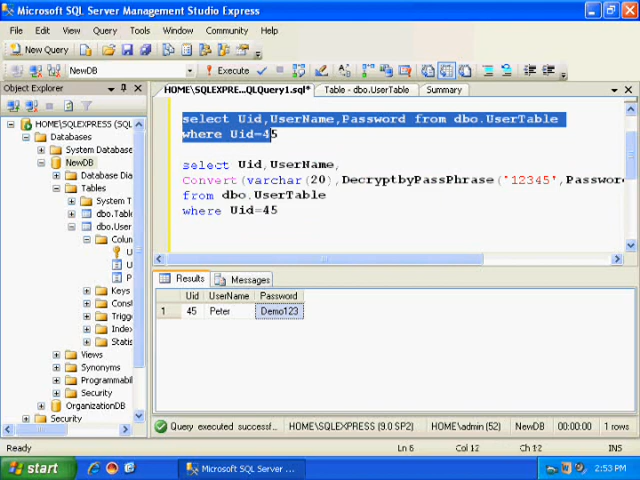 Microsoft SQL Server Management Studio Express
File Edit View Query Tools Window Community Help
New Query
NewDB Execute
Object Explorer
HOME\SQLEXPRESS (SQL
Databases
System Database
NewDB
Database Dia
Tables
System T
dbo.Table
dbo.User
Colun
U
U
P
Keys
Const
Trigg
Index
Statis
Views
Synonyms
Programmabil
Security
OrganizationDB
Security
HOME\SQLEXPRE...QLQuery1.sql* Table - dbo.UserTable Summary
select Uid,UserName,Password from dbo.UserTable
where Uid=45
select Uid,UserName,
Convert(varchar(20),DecryptbyPassPhrase('12345',Password
from dbo.UserTable
where Uid=45
Results Messages
Uid UserName Password
1 45 Peter Demo123
Query executed successf... HOME\SQLEXPRESS (9.0 SP2) HOME\admin (52) NewDB 00:00:00 1 rows
Ready Ln 6 Col 12 Ch 12 INS
start Microsoft SQL Server ... 2:53 PM